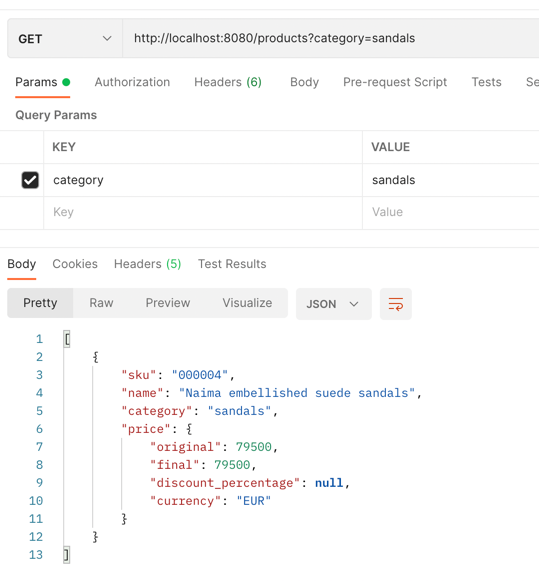 GET http://localhost:8080/products?category=sandals
Params Authorization Headers (6) Body Pre-request Script Tests Se
Query Params
KEY VALUE
category sandals
Key Value
Body Cookies Headers (5) Test Results
Pretty Raw Preview Visualize JSON
1 [
2 {
3 "sku": "000004",
4 "name": "Naima embellished suede sandals",
5 "category": "sandals",
6 "price": {
7 "original": 79500,
8 "final": 79500,
9 "discount_percentage": null,
10 "currency": "EUR"
11 }
12 }
13 ]